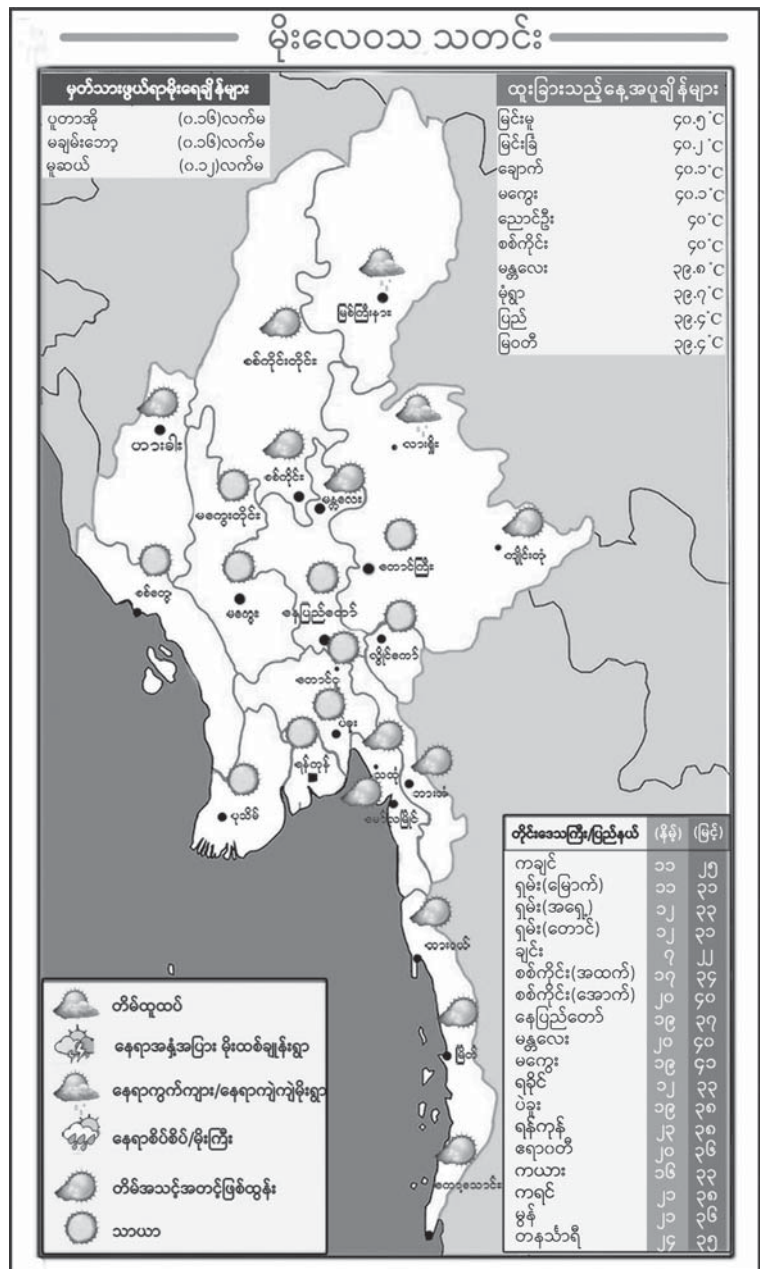 မိုးလေဝသ သတင်း
မှတ်သားဖွယ်ရာမိုးရေချိန်များ
ပူတာအို (၀.၁၆)လက်မ
မချမ်းဘော့ (၀.၁၆)လက်မ
မူဆယ် (၀.၁၂)လက်မ
ထူးခြားသည့်နေ့အပူချိန်များ
မြင်းမူ ၄၀.၅°C
မြင်းခြံ ၄၀.၂°C
ချောက် ၄၀.၁°C
မကွေး ၄၀.၁°C
ညောင်ဦး ၄၀°C
စစ်ကိုင်း ၄၀°C
မန္တလေး ၃၉.၈°C
မုံရွာ ၃၉.၇°C
ပြည် ၃၉.၄°C
မြဝတီ ၃၉.၄°C
မြစ်ကြီးနား
စစ်ကိုင်းတိုင်း
ဟားခါး
လားရှိုး
စစ်ကိုင်း
မန္တလေး
မကွေးတိုင်း
ကျိုင်းတုံ
တောင်ကြီး
စစ်တွေ
မကွေး
နေပြည်တော်
လွိုင်ကော်
တောင်ငူ
ပဲခူး
ရန်ကုန်
သထုံ
ဘားအံ
ပုသိမ်
မော်လမြိုင်
ထားဝယ်
မြိတ်
ကော့သောင်း
တိမ်ထူထပ်
နေရာအနှံ့အပြား မိုးထစ်ချုန်းရွာ
နေရာကွက်ကျား/နေရာကျဲကျဲမိုးရွာ
နေရာစိပ်စိပ်/မိုးကြီး
တိမ်အသင့်အတင့်ဖြစ်ထွန်း
သာယာ
တိုင်းဒေသကြီး/ပြည်နယ် (နိမ့်) (မြင့်)
ကချင် ၁၁ ၂၅
ရှမ်း(မြောက်) ၁၁ ၃၁
ရှမ်း(အရှေ့) ၁၂ ၃၃
ရှမ်း(တောင်) ၁၂ ၃၁
ချင်း ၇ ၂၂
စစ်ကိုင်း(အထက်) ၁၇ ၃၄
စစ်ကိုင်း(အောက်) ၂၀ ၄၀
နေပြည်တော် ၁၉ ၃၇
မန္တလေး ၂၀ ၄၀
မကွေး ၁၉ ၄၁
ရခိုင် ၁၂ ၃၃
ပဲခူး ၁၉ ၃၈
ရန်ကုန် ၂၃ ၃၈
ဧရာဝတီ ၂၀ ၃၆
ကယား ၁၆ ၃၃
ကရင် ၂၁ ၃၈
မွန် ၂၁ ၃၆
တနင်္သာရီ ၂၄ ၃၅